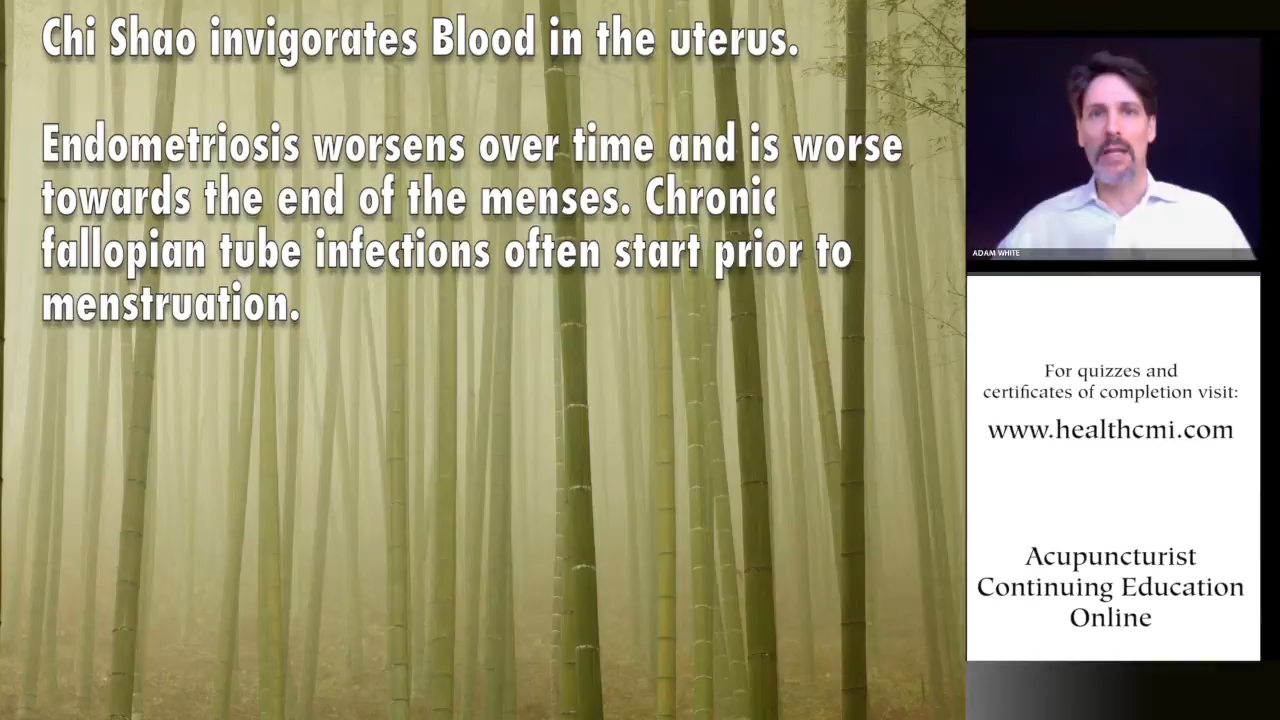 Chi Shao invigorates Blood in the uterus.
Endometriosis worsens over time and is worse
towards the end of the menses. Chronic
fallopian tube infections often start prior to
menstruation.
ADAM WHITE
For quizzes and
certificates of completion visit:
www.healthcmi.com
Acupuncturist
Continuing Education
Online